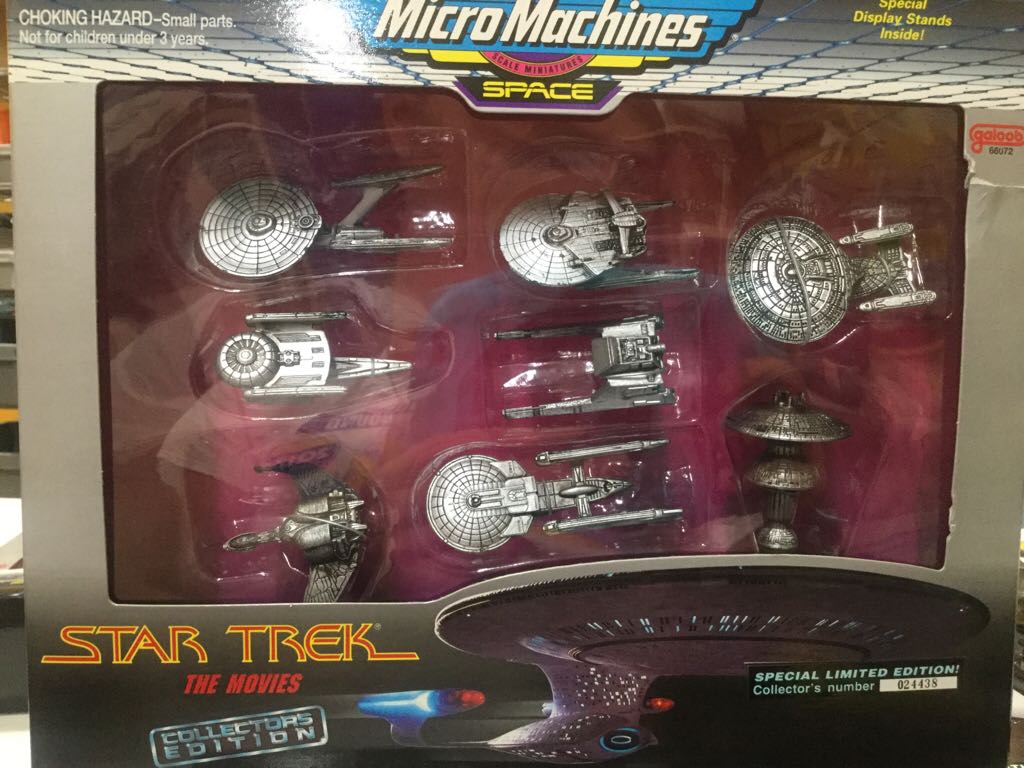 CHOKING HAZARD–Small parts.
Not for children under 3 years.
Micro Machines
SCALE MINIATURES
SPACE
Special
Display Stands
Inside!
galoob
66072
STAR TREK®
THE MOVIES
COLLECTORS
EDITION
SPECIAL LIMITED EDITION!
Collector's number 024438